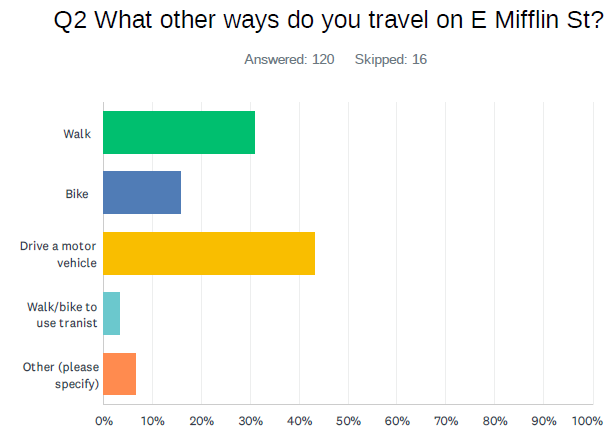 Q2 What other ways do you travel on E Mifflin St?
Answered: 120 Skipped: 16
Walk
Bike
Drive a motor
vehicle
Walk/bike to
use tranist
Other (please
specify)
0% 10% 20% 30% 40% 50% 60% 70% 80% 90% 100%